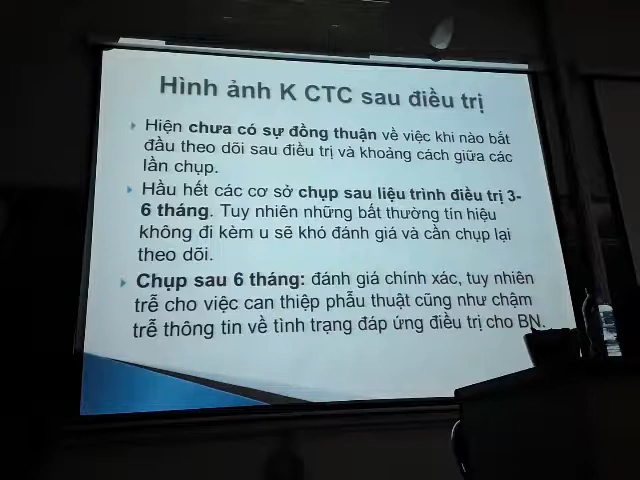 Hình ảnh K CTC sau điều trị
Hiện chưa có sự đồng thuận về việc khi nào bắt
đầu theo dõi sau điều trị và khoảng cách giữa các
lần chụp.
Hầu hết các cơ sở chụp sau liệu trình điều trị 3-
6 tháng. Tuy nhiên những bất thường tín hiệu
không đi kèm u sẽ khó đánh giá và cần chụp lại
theo dõi.
Chụp sau 6 tháng: đánh giá chính xác, tuy nhiên
trễ cho việc can thiệp phẫu thuật cũng như chậm
trễ thông tin về tình trạng đáp ứng điều trị cho BN.